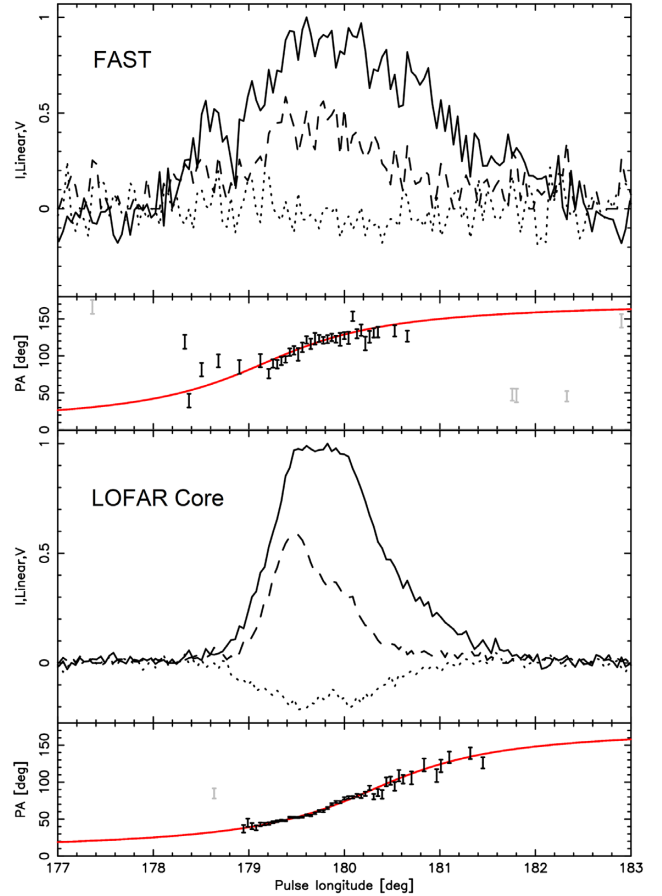 1
FAST
0.5
I,Linear,V
0
150
100
50
0
PA [deg]
1
LOFAR Core
0.5
I,Linear,V
0
150
100
50
0
PA [deg]
177 178 179 180 181 182 183
Pulse longitude [deg]